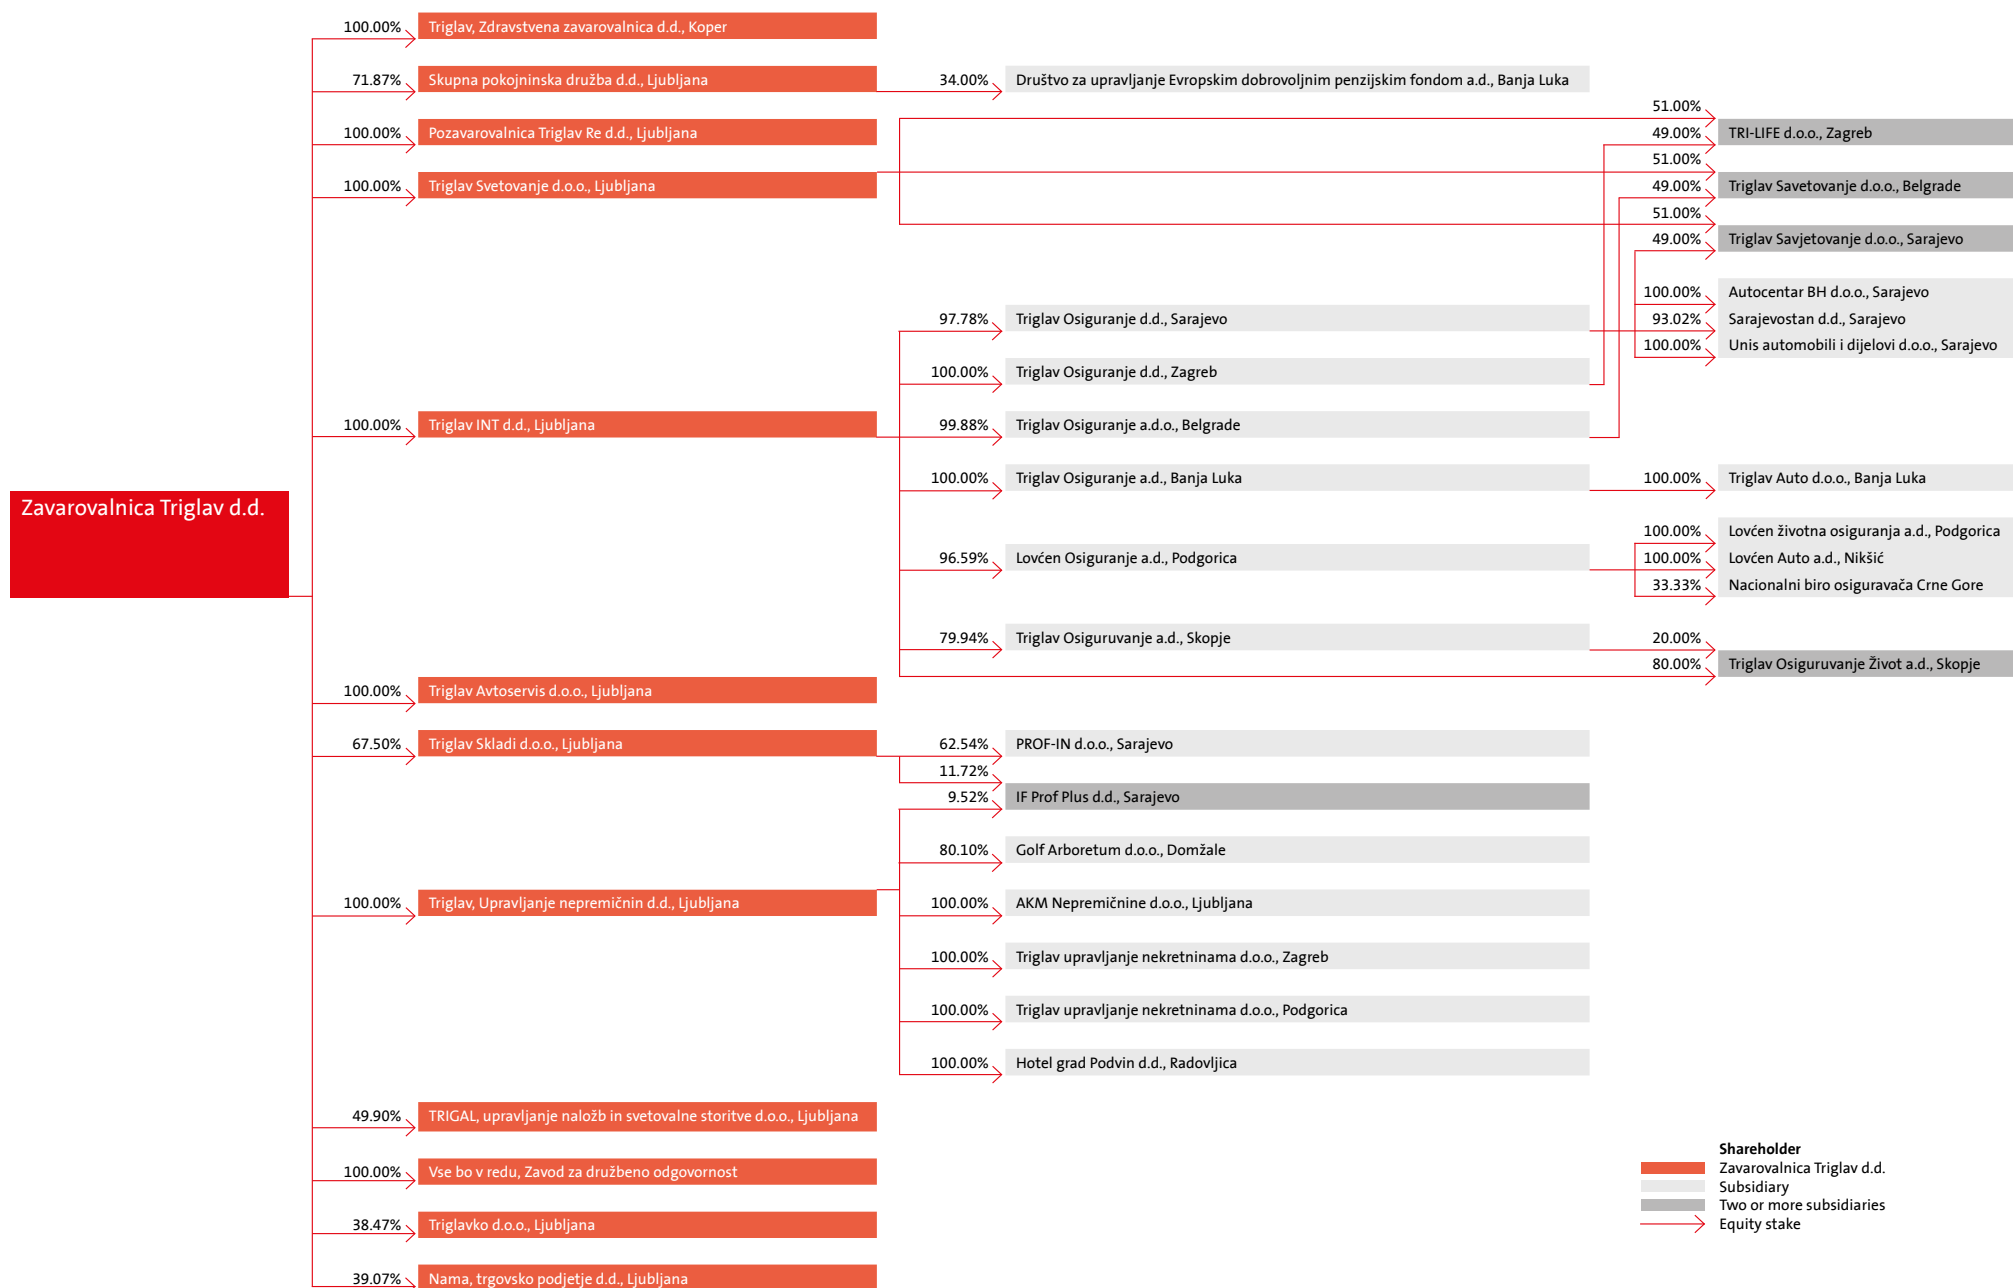 Zavarovalnica Triglav d.d.
100.00% Triglav, Zdravstvena zavarovalnica d.d., Koper
71.87% Skupna pokojninska družba d.d., Ljubljana
34.00% Društvo za upravljanje Evropskim dobrovoljnim penzijskim fondom a.d., Banja Luka
100.00% Pozavarovalnica Triglav Re d.d., Ljubljana
100.00% Triglav Svetovanje d.o.o., Ljubljana
51.00%
49.00% TRI-LIFE d.o.o., Zagreb
51.00%
49.00% Triglav Savetovanje d.o.o., Belgrade
51.00%
49.00% Triglav Savjetovanje d.o.o., Sarajevo
100.00% Triglav INT d.d., Ljubljana
97.78% Triglav Osiguranje d.d., Sarajevo
100.00% Autocentar BH d.o.o., Sarajevo
93.02% Sarajevostan d.d., Sarajevo
100.00% Unis automobili i dijelovi d.o.o., Sarajevo
100.00% Triglav Osiguranje d.d., Zagreb
99.88% Triglav Osiguranje a.d.o., Belgrade
100.00% Triglav Osiguranje a.d., Banja Luka
100.00% Triglav Auto d.o.o., Banja Luka
96.59% Lovćen Osiguranje a.d., Podgorica
100.00% Lovćen životna osiguranja a.d., Podgorica
100.00% Lovćen Auto a.d., Nikšić
33.33% Nacionalni biro osiguravača Crne Gore
79.94% Triglav Osiguruvanje a.d., Skopje
20.00%
80.00% Triglav Osiguruvanje Život a.d., Skopje
100.00% Triglav Avtoservis d.o.o., Ljubljana
67.50% Triglav Skladi d.o.o., Ljubljana
62.54% PROF-IN d.o.o., Sarajevo
11.72%
9.52% IF Prof Plus d.d., Sarajevo
100.00% Triglav, Upravljanje nepremičnin d.d., Ljubljana
80.10% Golf Arboretum d.o.o., Domžale
100.00% AKM Nepremičnine d.o.o., Ljubljana
100.00% Triglav upravljanje nekretninama d.o.o., Zagreb
100.00% Triglav upravljanje nekretninama d.o.o., Podgorica
100.00% Hotel grad Podvin d.d., Radovljica
49.90% TRIGAL, upravljanje naložb in svetovalne storitve d.o.o., Ljubljana
100.00% Vse bo v redu, Zavod za družbeno odgovornost
38.47% Triglavko d.o.o., Ljubljana
39.07% Nama, trgovsko podjetje d.d., Ljubljana
Shareholder
Zavarovalnica Triglav d.d.
Subsidiary
Two or more subsidiaries
Equity stake